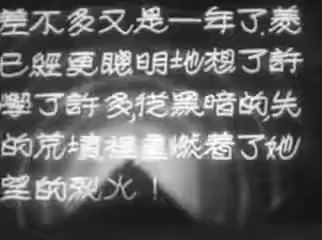 差不多又是一年了,羨
已經更聰明地想了許
學了許多,從黑暗的,失
的荒墳裡重燃着了她
望的烈火！